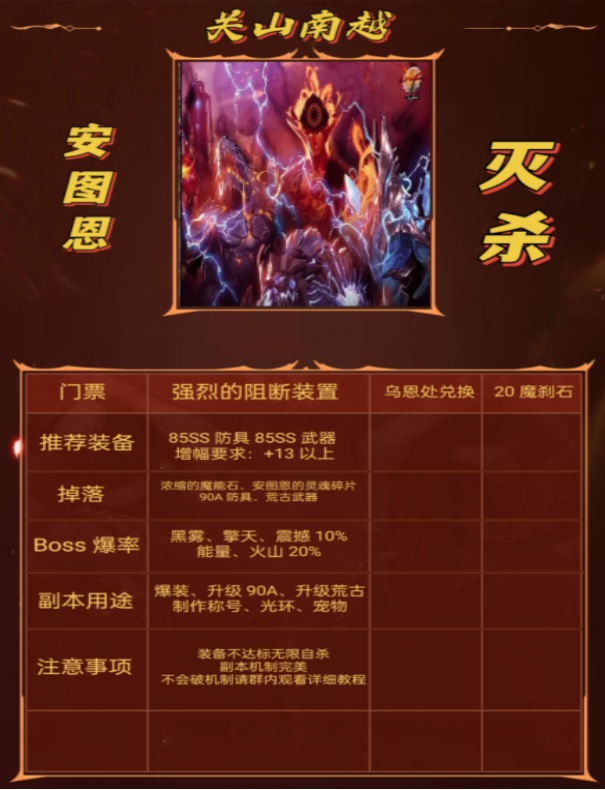 关山南越
安图恩
灭杀
门票 强烈的阻断装置 乌恩处兑换 20 魔刹石
推荐装备 85SS 防具 85SS 武器
增幅要求：+13 以上
掉落 浓缩的魔能石、安图恩的灵魂碎片
90A 防具、荒古武器
Boss 爆率 黑雾、擎天、震撼 10%
能量、火山 20%
副本用途 爆装、升级 90A、升级荒古
制作称号、光环、宠物
注意事项 装备不达标无限自杀
副本机制完美
不会破机制请群内观看详细教程